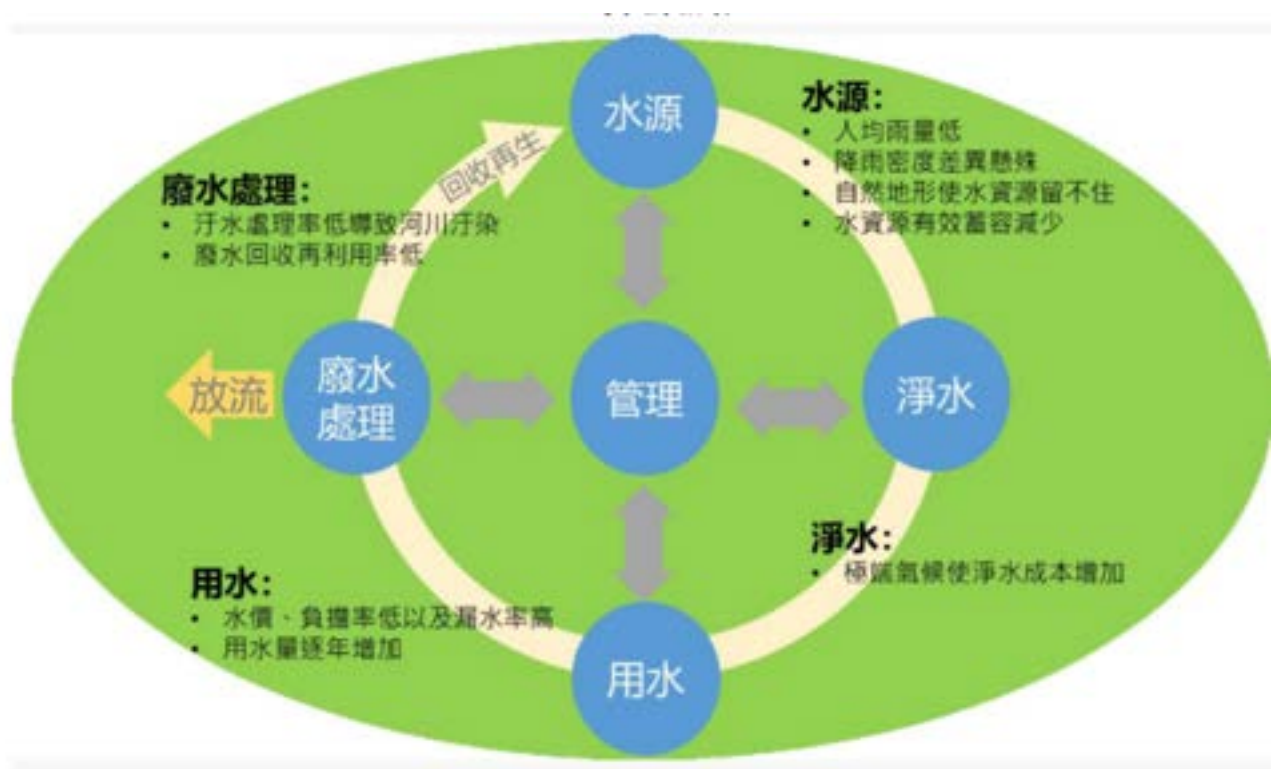 水源
水源：
• 人均雨量低
• 降雨密度差異懸殊
• 自然地形使水資源留不住
• 水資源有效蓄容減少
回收再生
廢水處理：
• 汙水處理率低導致河川汙染
• 廢水回收再利用率低
放流
廢水
處理
管理
淨水
淨水：
• 極端氣候使淨水成本增加
用水：
• 水價、負擔率低以及漏水率高
• 用水量逐年增加
用水